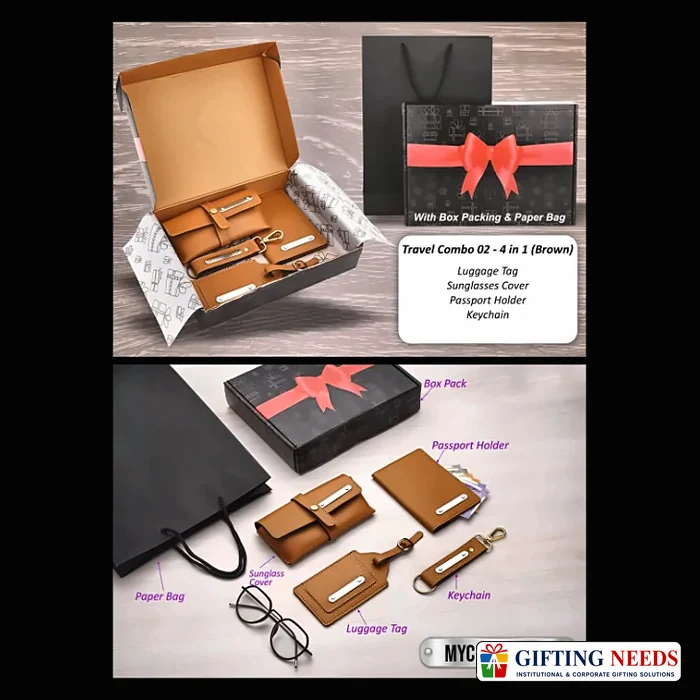 With Box Packing & Paper Bag
Travel Combo 02 - 4 in 1 (Brown)
Luggage Tag
Sunglasses Cover
Passport Holder
Keychain
Box Pack
Passport Holder
Sunglass
Cover
Keychain
Paper Bag
Luggage Tag
MYC
GIFTING NEEDS
INSTITUTIONAL & CORPORATE GIFTING SOLUTIONS